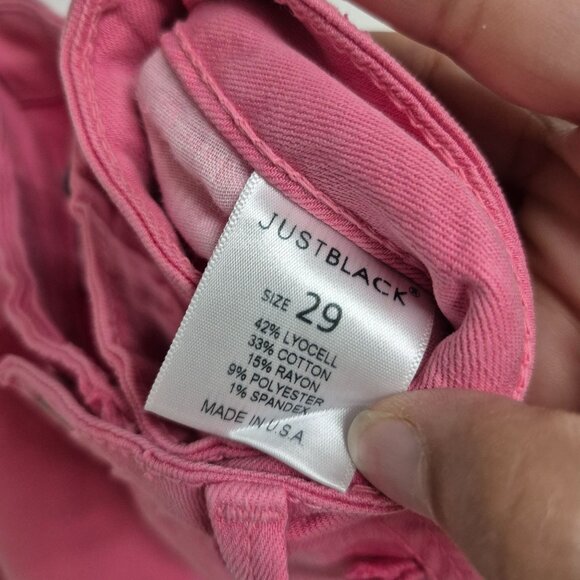 JUSTBLACK®
SIZE 29
42% LYOCELL
33% COTTON
15% RAYON
9% POLYESTER
1% SPANDEX
MADE IN U.S.A